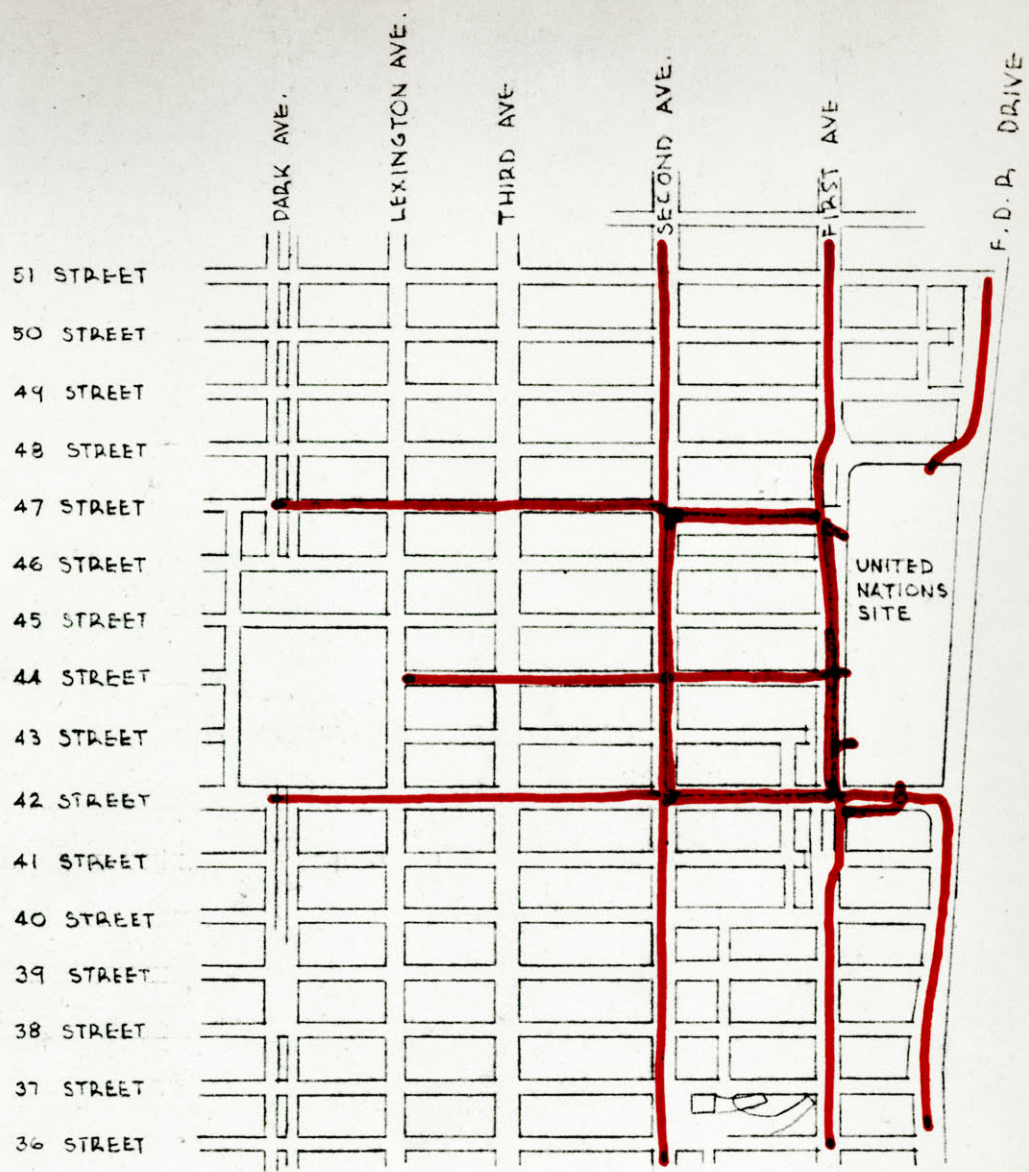 PARK AVE.
LEXINGTON AVE.
THIRD AVE
SECOND AVE.
FIRST AVE
F. D. R. DRIVE
51 STREET
50 STREET
49 STREET
48 STREET
47 STREET
46 STREET
45 STREET
44 STREET
43 STREET
42 STREET
41 STREET
40 STREET
39 STREET
38 STREET
37 STREET
36 STREET
UNITED
NATIONS
SITE